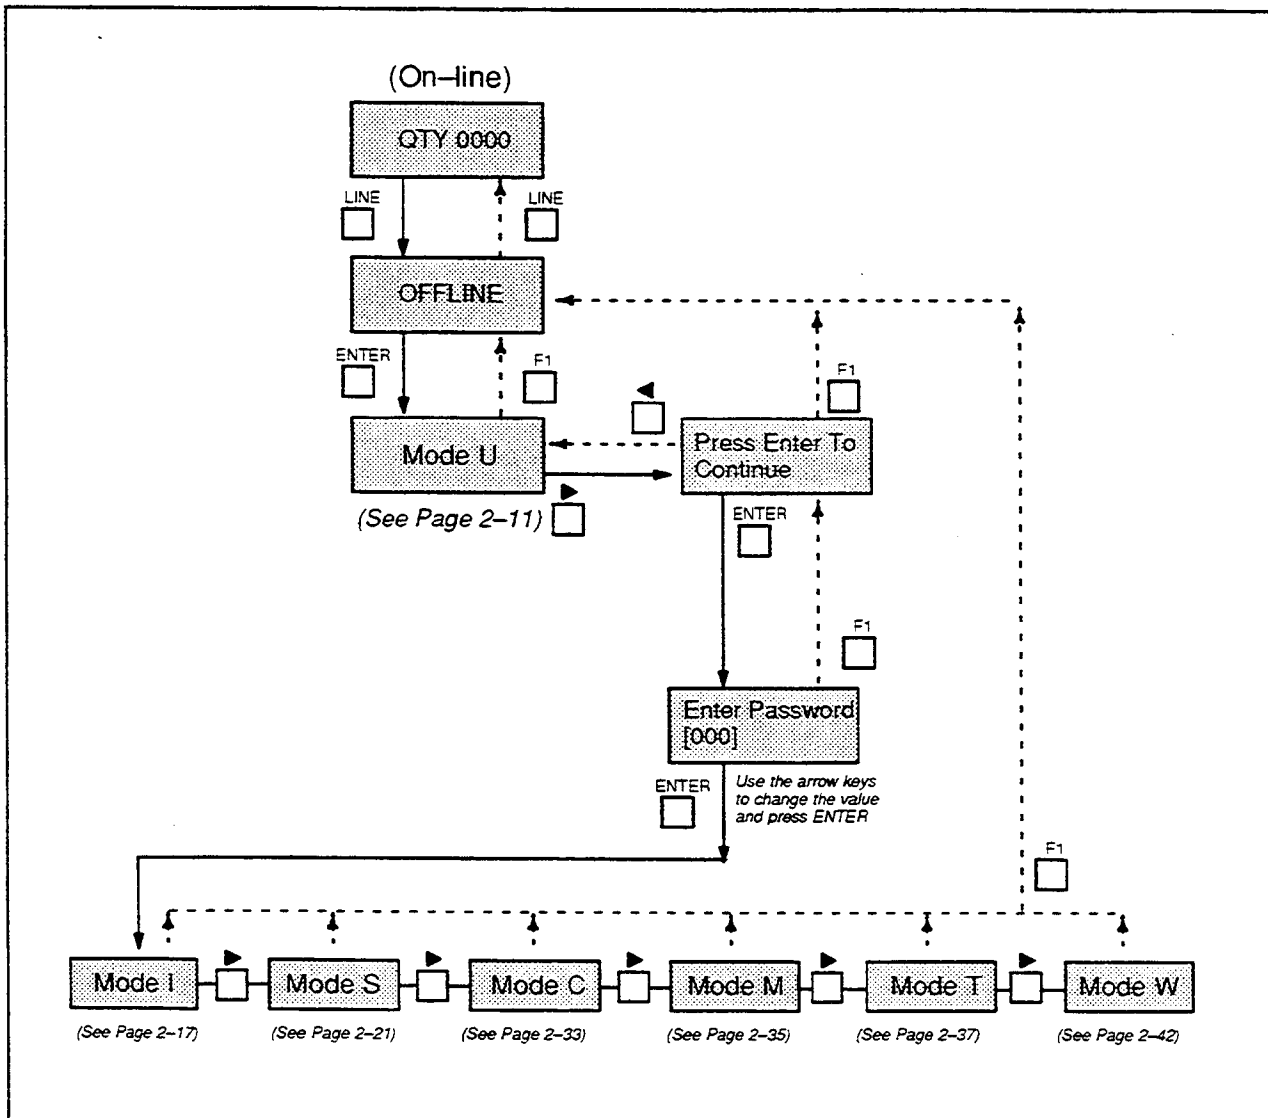 (On–line)
QTY 0000
LINE
LINE
OFFLINE
ENTER
F1
F1
Mode U
Press Enter To
Continue
(See Page 2–11)
ENTER
F1
Enter Password
[000]
ENTER
Use the arrow keys
to change the value
and press ENTER
F1
Mode I
Mode S
Mode C
Mode M
Mode T
Mode W
(See Page 2–17)
(See Page 2–21)
(See Page 2–33)
(See Page 2–35)
(See Page 2–37)
(See Page 2–42)